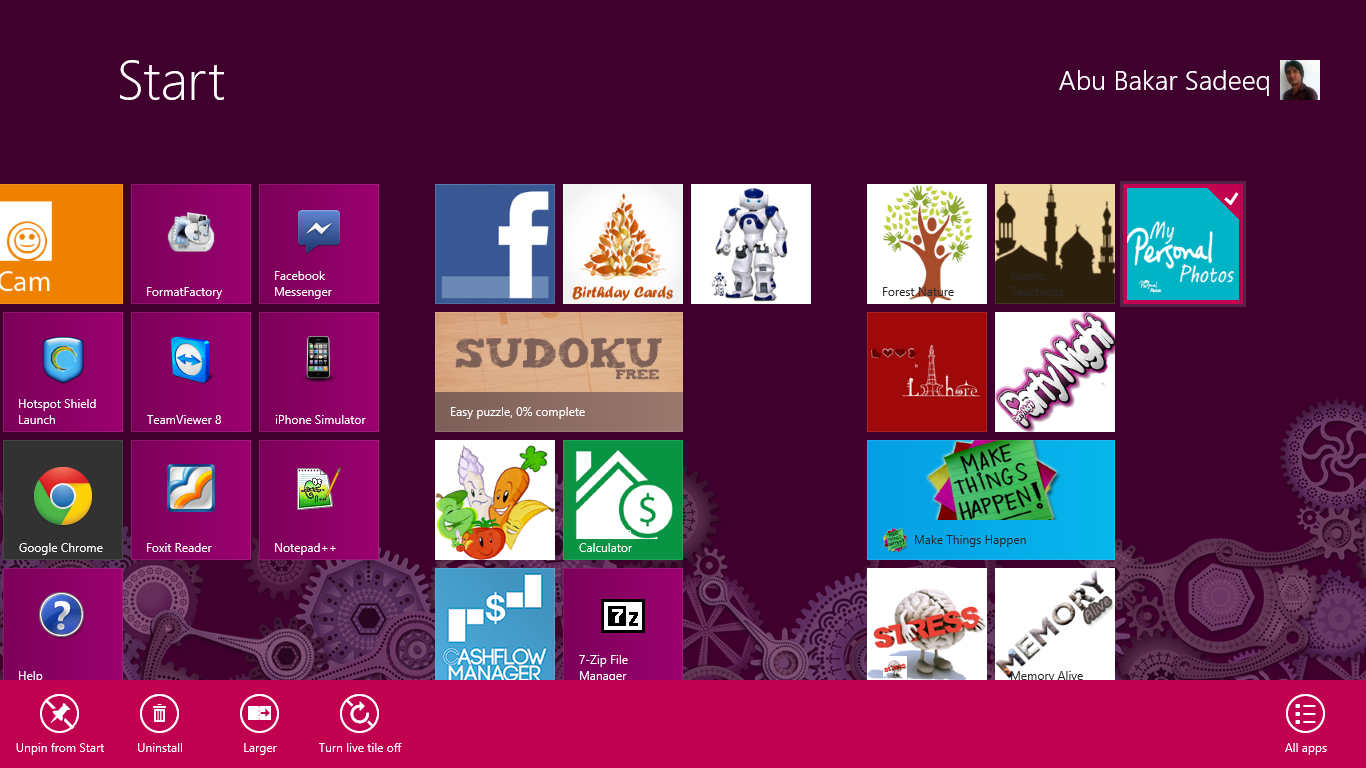 Start
Abu Bakar Sadeeq
Cam
FormatFactory
Facebook
Messenger
Hotspot Shield
Launch
TeamViewer 8
iPhone Simulator
Google Chrome
Foxit Reader
Notepad++
Help
f
Birthday Cards
SUDOKU
FREE
Easy puzzle, 0% complete
$
Calculator
$
CASHFLOW
MANAGER
7z
7-Zip File
Manager
Forest Nature
Islamic
Teachings
My
Personal
Photos
LOVE
is
Lahore
Party Night
MAKE
THINGS
HAPPEN!
Make Things Happen
STRESS
MEMORY
Alive
Memory Alive
Unpin from Start
Uninstall
Larger
Turn live tile off
All apps